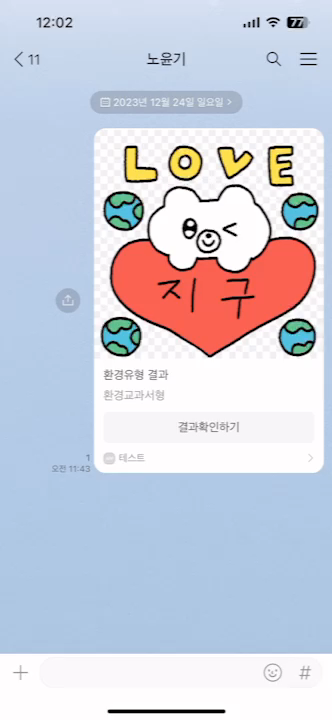 12:02
77
11
노윤기
2023년 12월 24일 일요일
LOVE
지구
환경유형 결과
환경교과서형
결과확인하기
테스트
1
오전 11:43
#